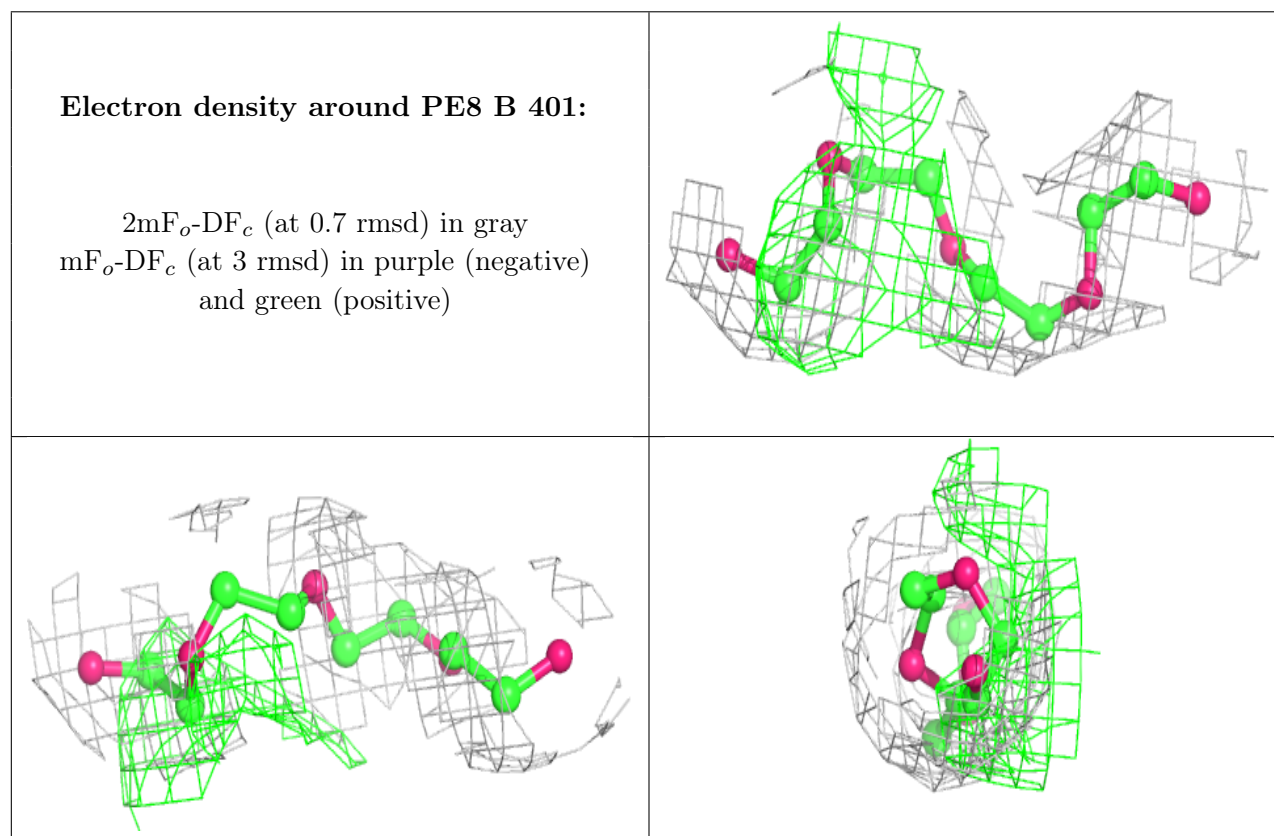 Electron density around PE8 B 401:
2mFo-DFc (at 0.7 rmsd) in gray
mFo-DFc (at 3 rmsd) in purple (negative)
and green (positive)